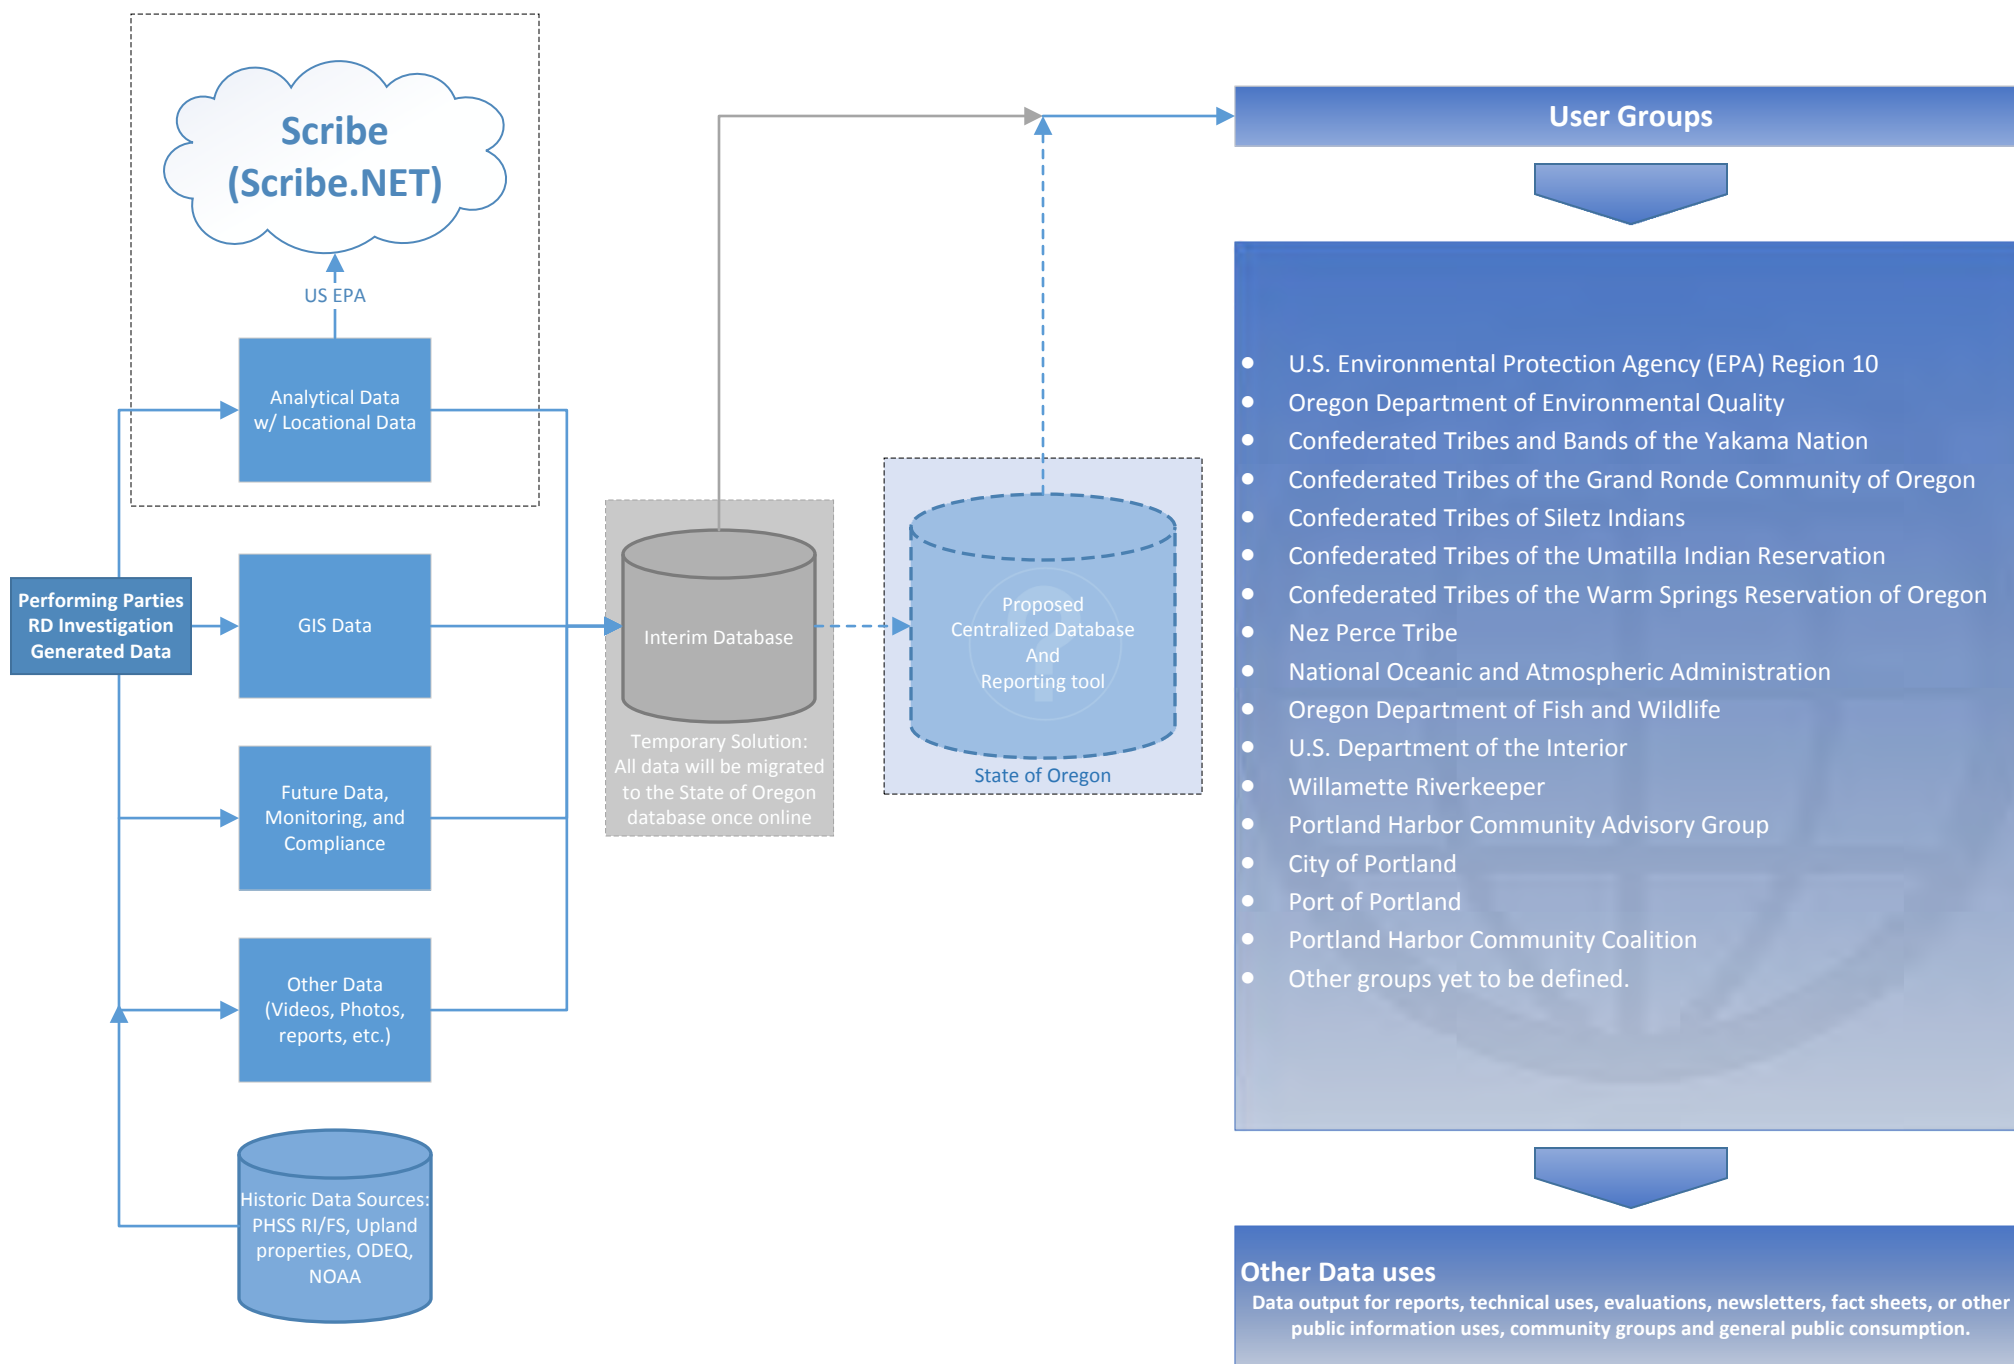 Scribe
(Scribe.NET)
US EPA
Analytical Data
w/ Locational Data
Performing Parties
RD Investigation
Generated Data
GIS Data
Future Data,
Monitoring, and
Compliance
Other Data
(Videos, Photos,
reports, etc.)
Historic Data Sources:
PHSS RI/FS, Upland
properties, ODEQ,
NOAA
Interim Database
Temporary Solution:
All data will be migrated
to the State of Oregon
database once online
?
Proposed
Centralized Database
And
Reporting tool
State of Oregon
User Groups
• U.S. Environmental Protection Agency (EPA) Region 10
• Oregon Department of Environmental Quality
• Confederated Tribes and Bands of the Yakama Nation
• Confederated Tribes of the Grand Ronde Community of Oregon
• Confederated Tribes of Siletz Indians
• Confederated Tribes of the Umatilla Indian Reservation
• Confederated Tribes of the Warm Springs Reservation of Oregon
• Nez Perce Tribe
• National Oceanic and Atmospheric Administration
• Oregon Department of Fish and Wildlife
• U.S. Department of the Interior
• Willamette Riverkeeper
• Portland Harbor Community Advisory Group
• City of Portland
• Port of Portland
• Portland Harbor Community Coalition
• Other groups yet to be defined.
Other Data uses
Data output for reports, technical uses, evaluations, newsletters, fact sheets, or other
public information uses, community groups and general public consumption.